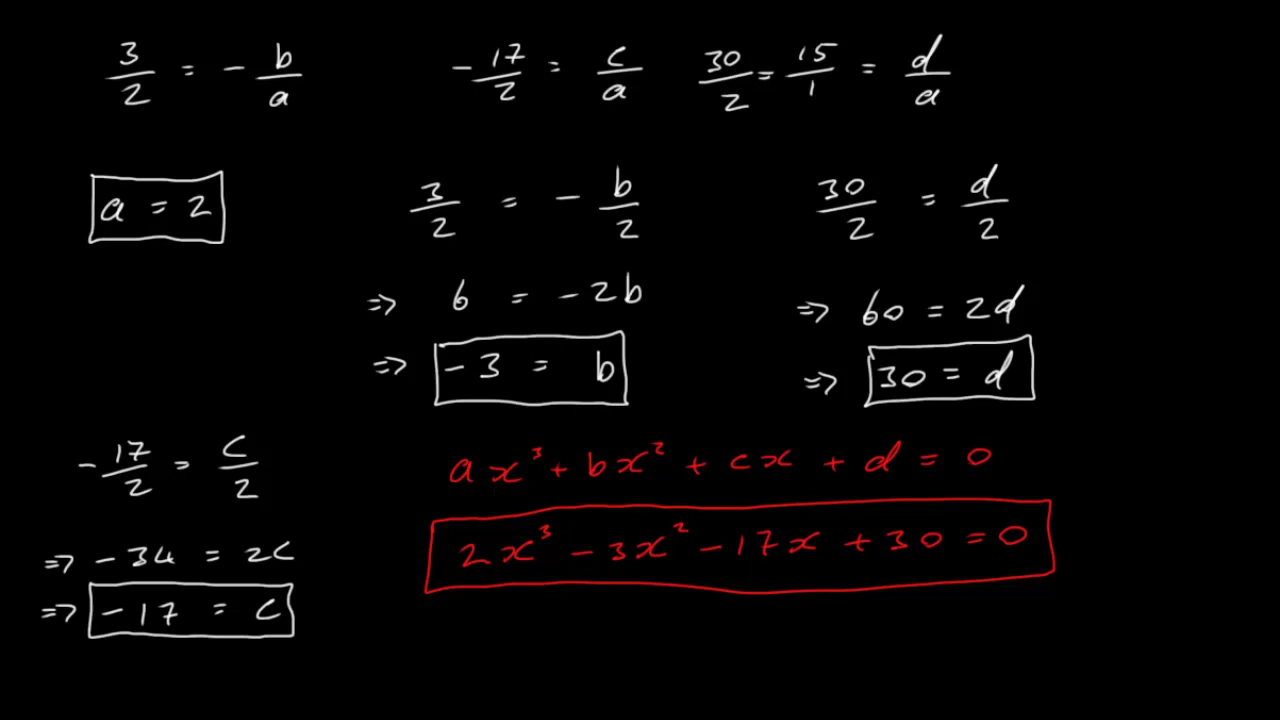 3/2 = - b/a    - 17/2 = c/a    30/2 = 15/1 = d/a
a = 2    3/2 = - b/2    30/2 = d/2
=> 6 = - 2b    => 60 = 2d
=> - 3 = b    => 30 = d
- 17/2 = c/2    ax³ + bx² + cx + d = 0
=> - 34 = 2c    2x³ - 3x² - 17x + 30 = 0
=> - 17 = c